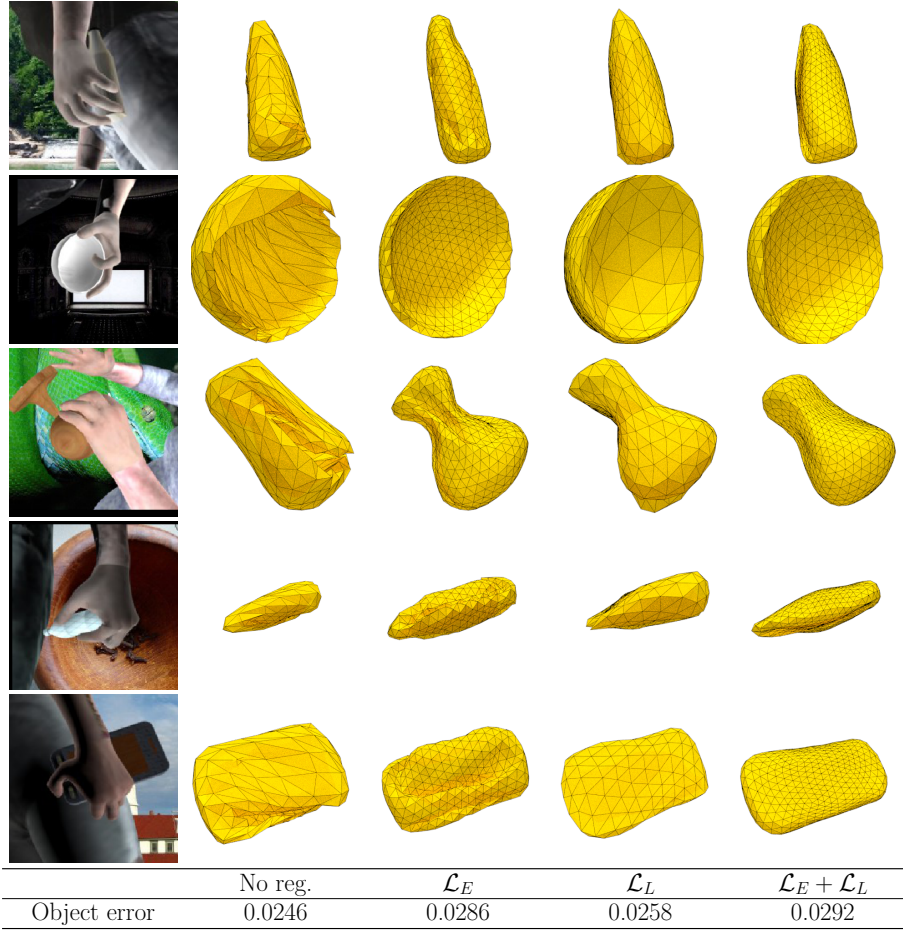 No reg. 𝓛_E 𝓛_L 𝓛_E + 𝓛_L
Object error 0.0246 0.0286 0.0258 0.0292